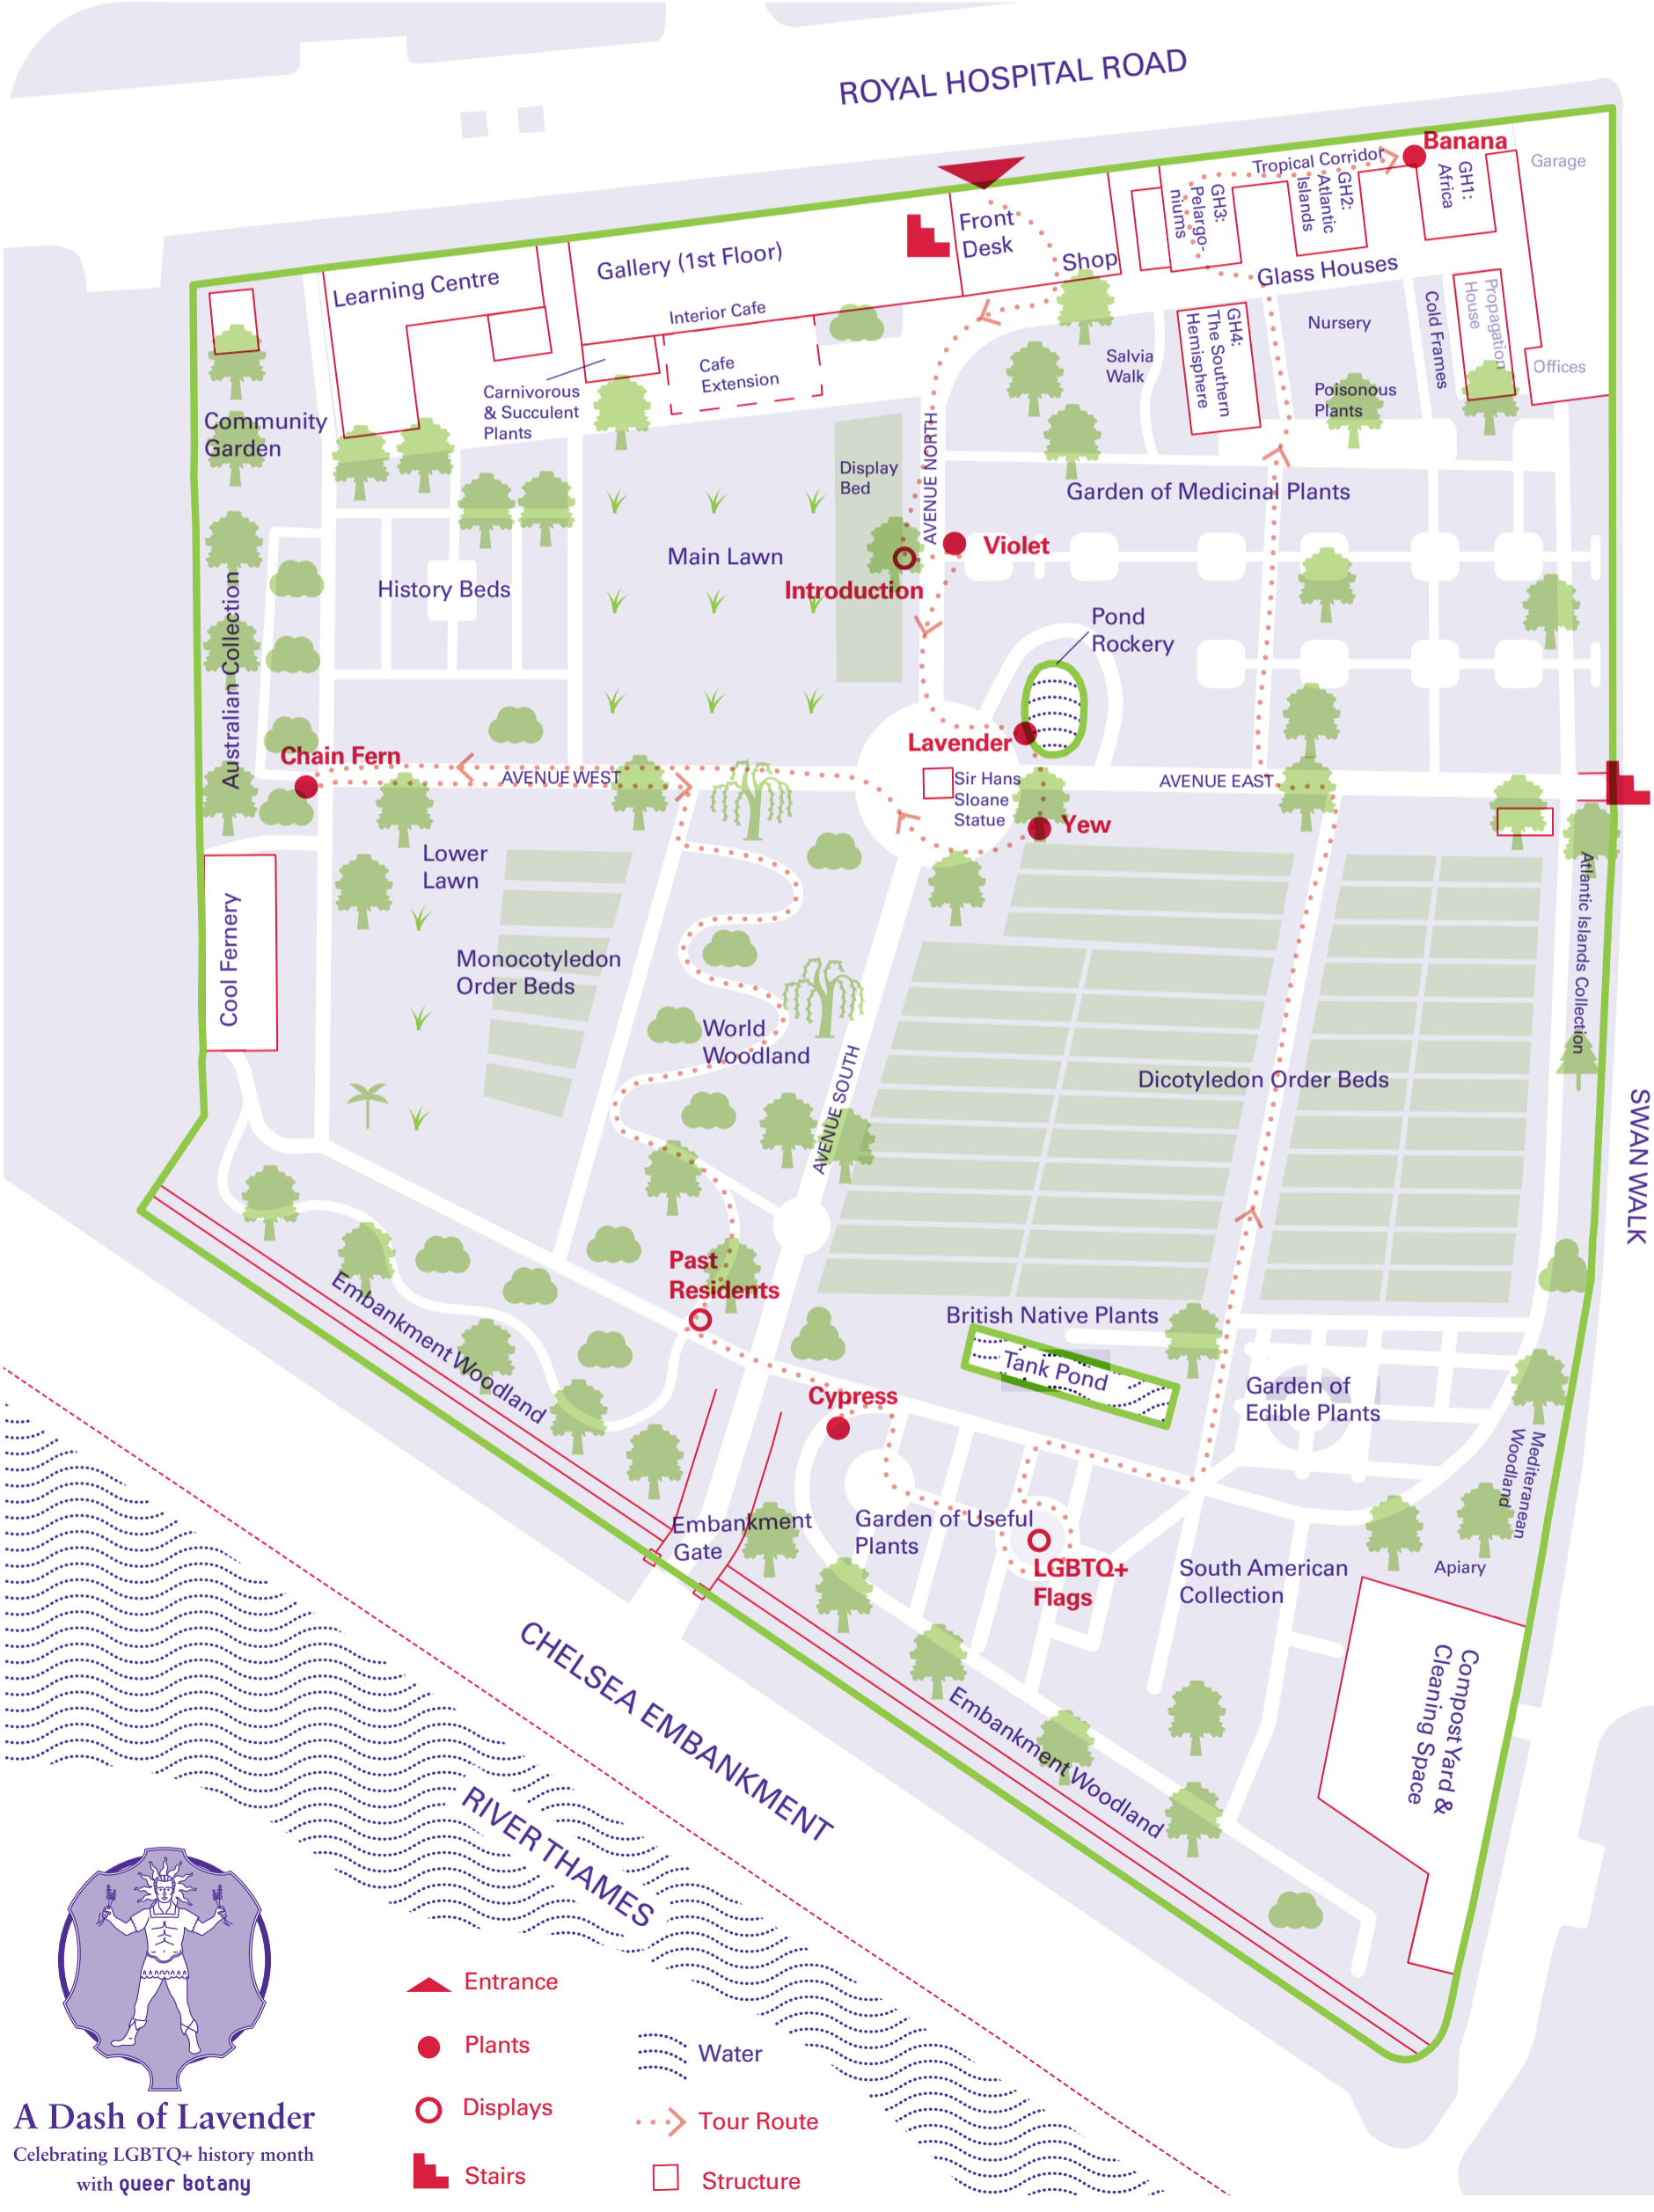 ROYAL HOSPITAL ROAD
Banana
Garage
Tropical Corridor
GH1:
Africa
GH2:
Atlantic
Islands
GH3:
Pelargo-
niums
Front
Desk
Shop
Glass Houses
Gallery (1st Floor)
Learning Centre
Interior Cafe
Cafe
Extension
Carnivorous
& Succulent
Plants
GH4:
The Southern
Hemisphere
Salvia
Walk
Nursery
Cold Frames
Propagation
House
Offices
Poisonous
Plants
Community
Garden
Display
Bed
AVENUE NORTH
Garden of Medicinal Plants
Main Lawn
Violet
Introduction
History Beds
Australian Collection
Pond
Rockery
Lavender
Chain Fern
AVENUE WEST
Sir Hans
Sloane
Statue
AVENUE EAST
Yew
Lower
Lawn
Cool Fernery
Monocotyledon
Order Beds
World
Woodland
AVENUE SOUTH
Dicotyledon Order Beds
Atlantic Islands Collection
SWAN WALK
Past
Residents
Embankment Woodland
British Native Plants
Tank Pond
Cypress
Garden of
Edible Plants
Mediteranean
Woodland
Embankment
Gate
Garden of Useful
Plants
LGBTQ+
Flags
South American
Collection
Apiary
Compost Yard &
Cleaning Space
Embankment Woodland
CHELSEA EMBANKMENT
RIVER THAMES
A Dash of Lavender
Celebrating LGBTQ+ history month
with queer botany
Entrance
Plants
Displays
Stairs
Water
Tour Route
Structure